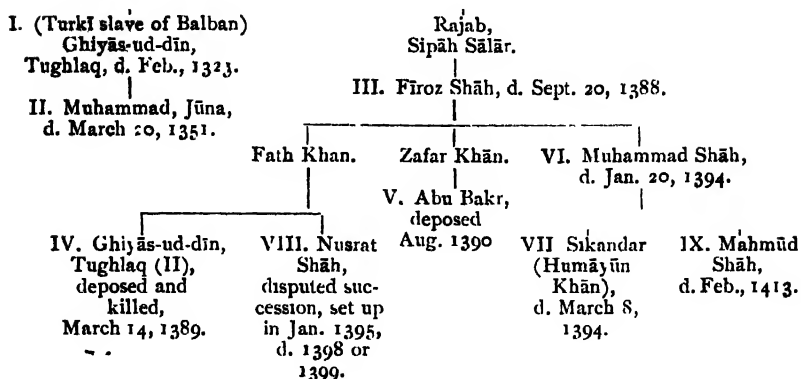 I. (Turkī slave of Balban)
Ghiyās-ud-dīn,
Tughlaq, d. Feb., 1323.
II. Muhammad, Jūna,
d. March 20, 1351.
Rajab,
Sipāh Sālār.
III. Fīroz Shāh, d. Sept. 20, 1388.
Fath Khan.
Zafar Khān.
VI. Muhammad Shāh,
d. Jan. 20, 1394.
V. Abu Bakr,
deposed
Aug. 1390
IV. Ghiyās-ud-dīn,
Tughlaq (II),
deposed and
killed,
March 14, 1389.
VIII. Nusrat
Shāh,
disputed suc-
cession, set up
in Jan. 1395,
d. 1398 or
1399.
VII Sikandar
(Humāyūn
Khān),
d. March 8,
1394.
IX. Mahmūd
Shāh,
d. Feb., 1413.